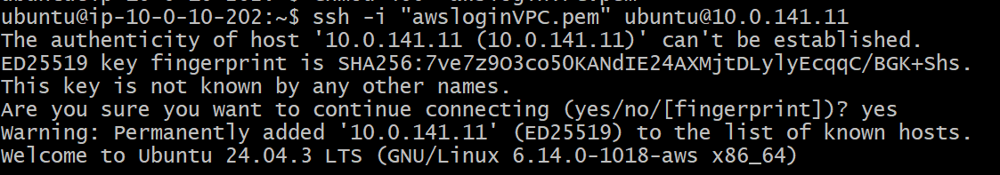 ubuntu@ip-10-0-10-202:~$ ssh -i "awsloginVPC.pem" ubuntu@10.0.141.11
The authenticity of host '10.0.141.11 (10.0.141.11)' can't be established.
ED25519 key fingerprint is SHA256:7ve7z9O3co50KANdIE24AXMjtDLylyEcqqC/BGK+Shs.
This key is not known by any other names.
Are you sure you want to continue connecting (yes/no/[fingerprint])? yes
Warning: Permanently added '10.0.141.11' (ED25519) to the list of known hosts.
Welcome to Ubuntu 24.04.3 LTS (GNU/Linux 6.14.0-1018-aws x86_64)